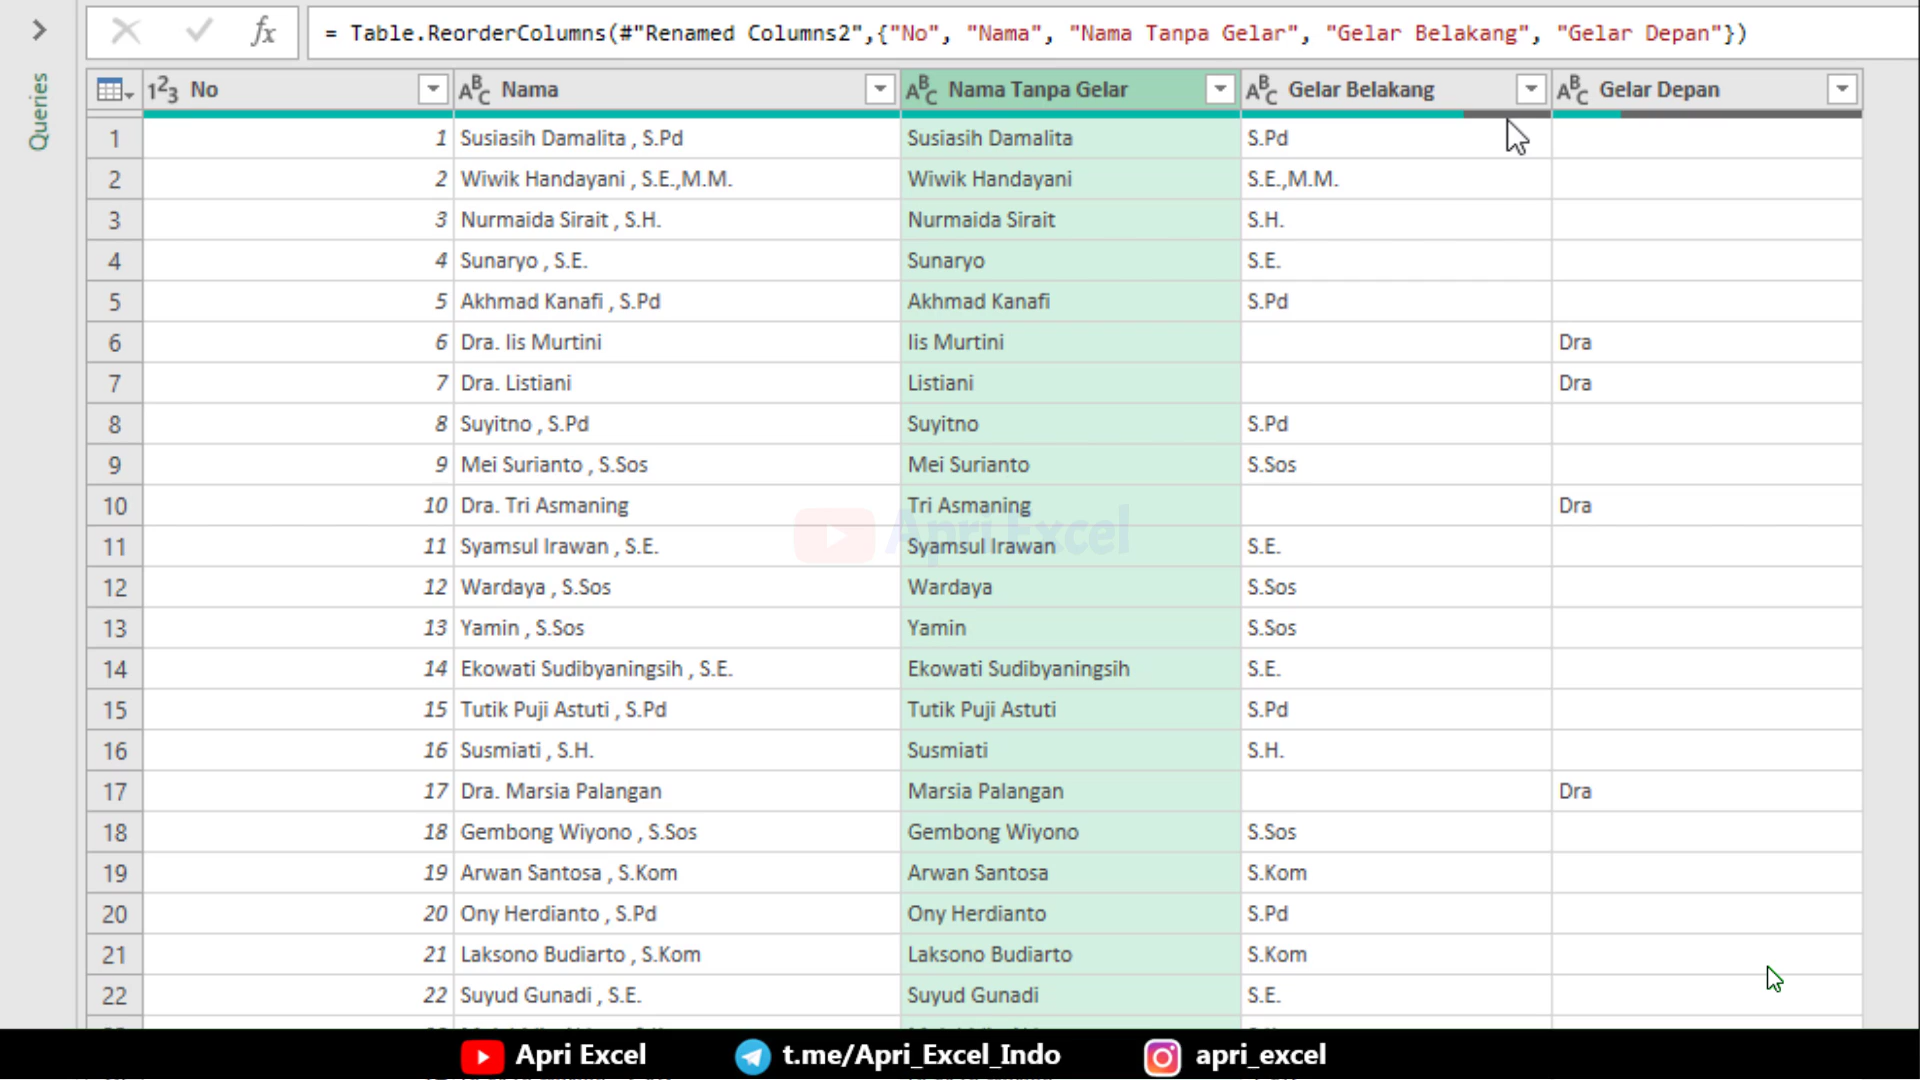 Queries
fx = Table.ReorderColumns(#"Renamed Columns2",{"No", "Nama", "Nama Tanpa Gelar", "Gelar Belakang", "Gelar Depan"})
123 No ABC Nama ABC Nama Tanpa Gelar ABC Gelar Belakang ABC Gelar Depan
1 1 Susiasih Damalita , S.Pd Susiasih Damalita S.Pd
2 2 Wiwik Handayani , S.E.,M.M. Wiwik Handayani S.E.,M.M.
3 3 Nurmaida Sirait , S.H. Nurmaida Sirait S.H.
4 4 Sunaryo , S.E. Sunaryo S.E.
5 5 Akhmad Kanafi , S.Pd Akhmad Kanafi S.Pd
6 6 Dra. Iis Murtini Iis Murtini Dra
7 7 Dra. Listiani Listiani Dra
8 8 Suyitno , S.Pd Suyitno S.Pd
9 9 Mei Surianto , S.Sos Mei Surianto S.Sos
10 10 Dra. Tri Asmaning Tri Asmaning Dra
Apri Excel
11 11 Syamsul Irawan , S.E. Syamsul Irawan S.E.
12 12 Wardaya , S.Sos Wardaya S.Sos
13 13 Yamin , S.Sos Yamin S.Sos
14 14 Ekowati Sudibyaningsih , S.E. Ekowati Sudibyaningsih S.E.
15 15 Tutik Puji Astuti , S.Pd Tutik Puji Astuti S.Pd
16 16 Susmiati , S.H. Susmiati S.H.
17 17 Dra. Marsia Palangan Marsia Palangan Dra
18 18 Gembong Wiyono , S.Sos Gembong Wiyono S.Sos
19 19 Arwan Santosa , S.Kom Arwan Santosa S.Kom
20 20 Ony Herdianto , S.Pd Ony Herdianto S.Pd
21 21 Laksono Budiarto , S.Kom Laksono Budiarto S.Kom
22 22 Suyud Gunadi , S.E. Suyud Gunadi S.E.
Apri Excel t.me/Apri_Excel_Indo apri_excel